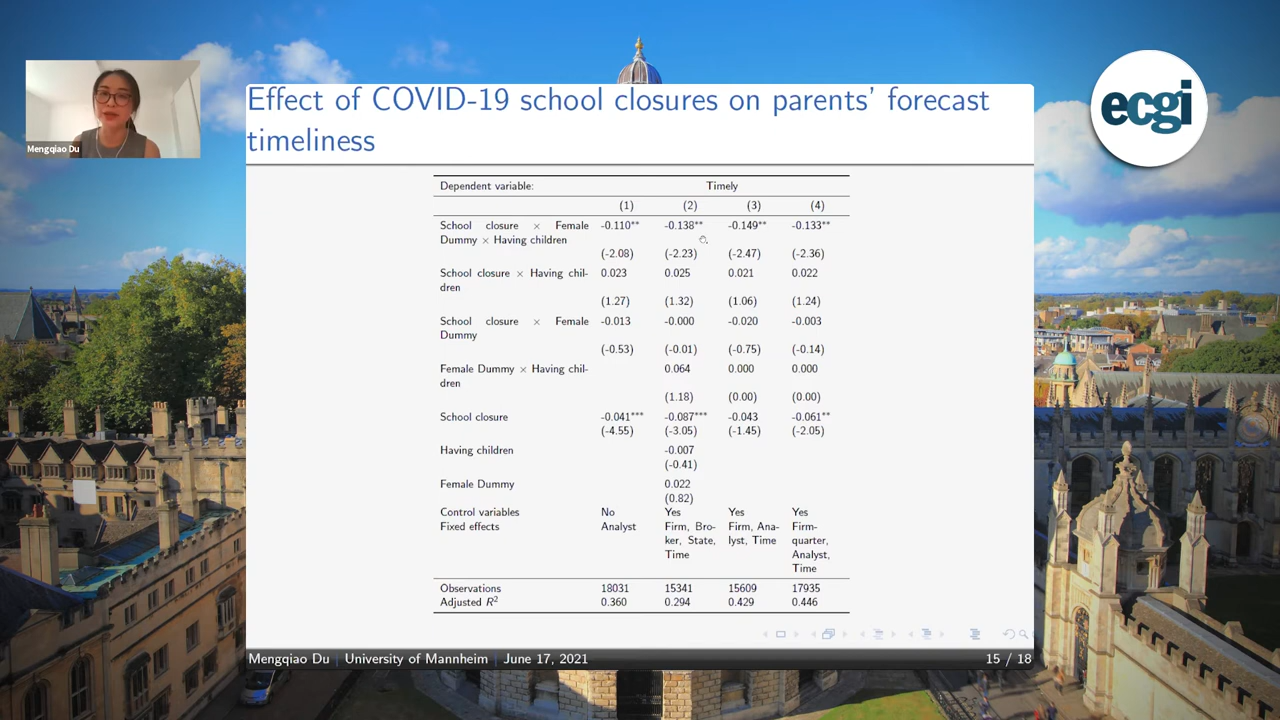 ecgi
Mengqiao Du
Effect of COVID-19 school closures on parents' forecast
timeliness
Dependent variable: Timely
(1) (2) (3) (4)
School closure × Female -0.110** -0.138** -0.149** -0.133**
Dummy × Having children
(-2.08) (-2.23) (-2.47) (-2.36)
School closure × Having chil- 0.023 0.025 0.021 0.022
dren
(1.27) (1.32) (1.06) (1.24)
School closure × Female -0.013 -0.000 -0.020 -0.003
Dummy
(-0.53) (-0.01) (-0.75) (-0.14)
Female Dummy × Having chil- 0.064 0.000 0.000
dren
(1.18) (0.00) (0.00)
School closure -0.041*** -0.087*** -0.043 -0.061**
(-4.55) (-3.05) (-1.45) (-2.05)
Having children -0.007
(-0.41)
Female Dummy 0.022
(0.82)
Control variables No Yes Yes Yes
Fixed effects Analyst Firm, Bro- Firm, Ana- Firm-
ker, State, lyst, Time quarter,
Time Analyst,
Time
Observations 18031 15341 15609 17935
Adjusted R² 0.360 0.294 0.429 0.446
Mengqiao Du University of Mannheim June 17, 2021 15 / 18